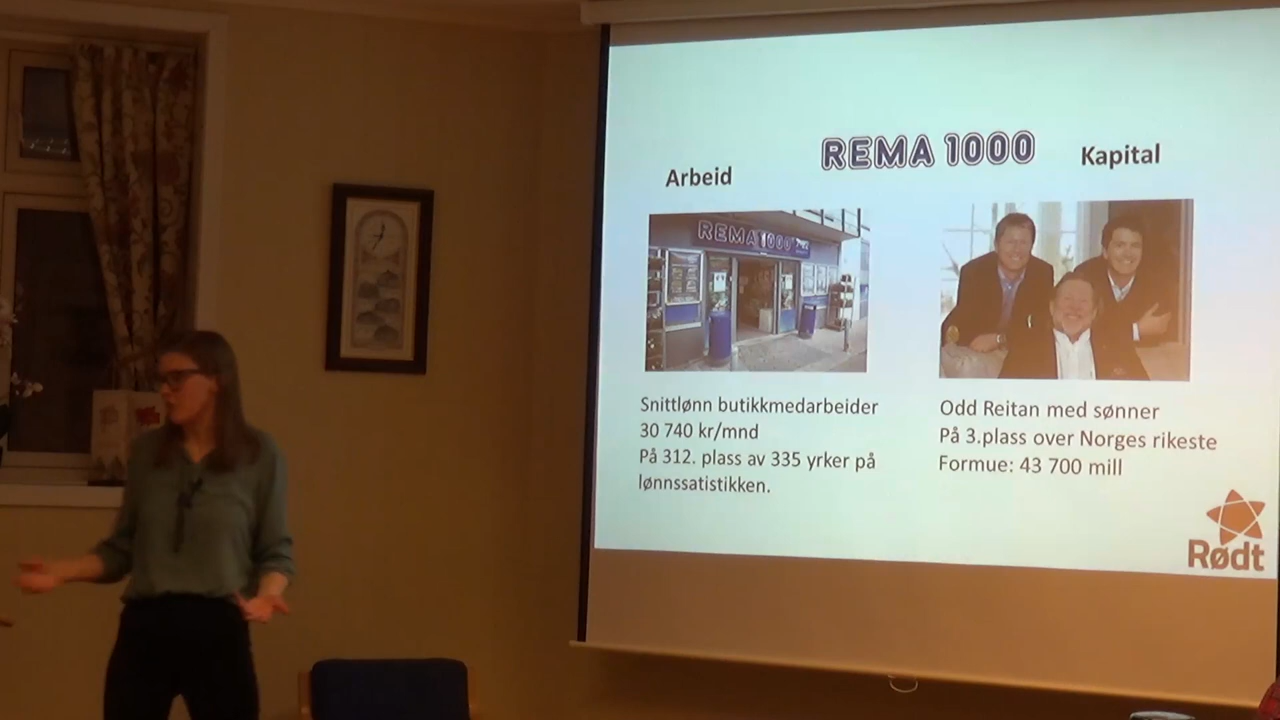 REMA 1000
Arbeid
Kapital
REMA 1000
Snittlønn butikkmedarbeider
30 740 kr/mnd
På 312. plass av 335 yrker på
lønnssatistikken.
Odd Reitan med sønner
På 3.plass over Norges rikeste
Formue: 43 700 mill
Rødt